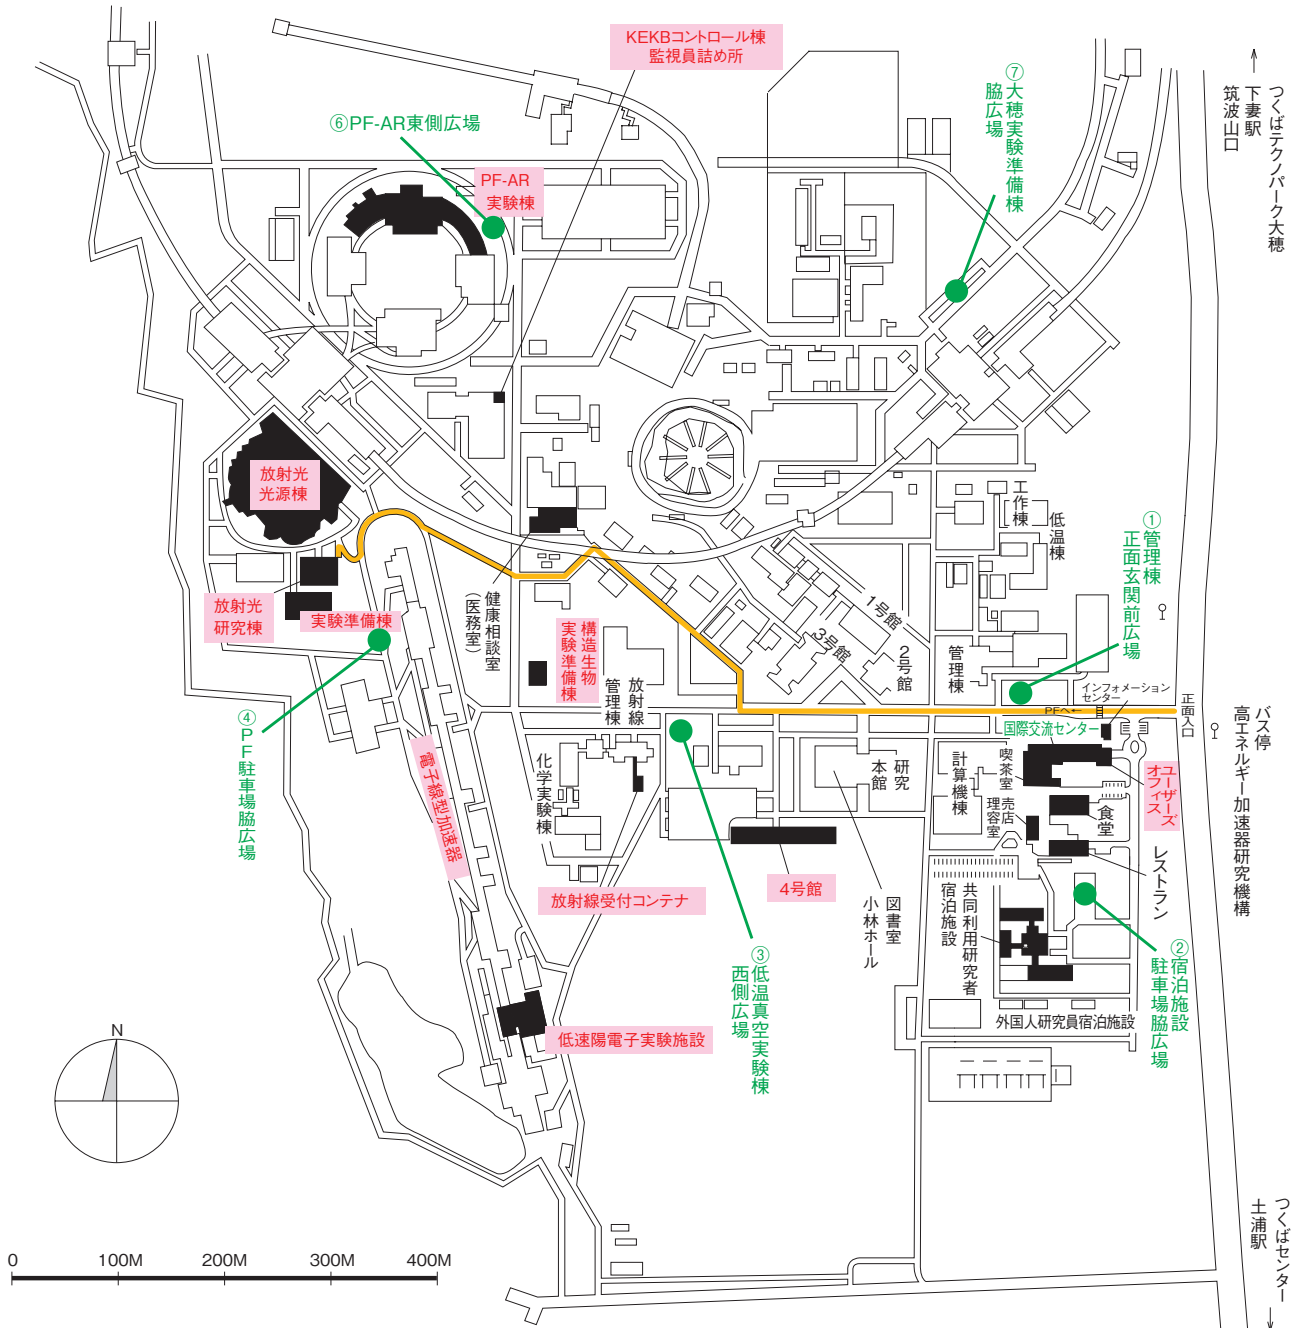 KEKBコントロール棟
監視員詰め所
⑥PF-AR東側広場
PF-AR
実験棟
⑦大穂実験準備棟
脇広場
つくばテクノパーク大穂
下妻駅
筑波山口
放射光
光源棟
放射光
研究棟
実験準備棟
健康相談室
（医務室）
構造生物
実験準備棟
放射線
管理棟
1号館
3号館
2号館
管理棟
工作棟
低温棟
①管理棟
正面玄関前広場
インフォメーション
センター
PFへ←
正面入口
バス停
高エネルギー加速器研究機構
国際交流センター
ユーザーズ
オフィス
喫茶室
計算機棟
売店
理容室
食堂
レストラン
研究
本館
図書室
小林ホール
共同利用研究者
宿泊施設
外国人研究員宿泊施設
②宿泊施設
駐車場脇広場
③低温真空実験棟
西側広場
4号館
化学実験棟
放射線受付コンテナ
④PF駐車場脇広場
電子線型加速器
低速陽電子実験施設
N
0 100M 200M 300M 400M
つくばセンター
土浦駅